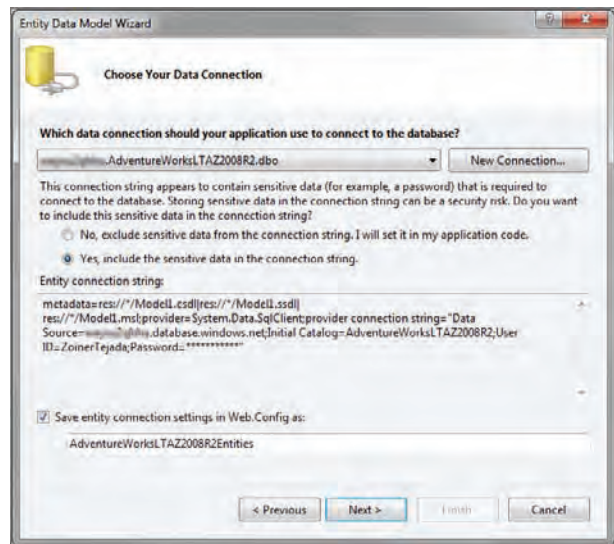 Entity Data Model Wizard
Choose Your Data Connection
Which data connection should your application use to connect to the database?
.AdventureWorksLTAZ2008R2.dbo
New Connection...
This connection string appears to contain sensitive data (for example, a password) that is required to
connect to the database. Storing sensitive data in the connection string can be a security risk. Do you want
to include this sensitive data in the connection string?
No, exclude sensitive data from the connection string. I will set it in my application code.
Yes, include the sensitive data in the connection string.
Entity connection string:
metadata=res://*/Model1.csdl|res://*/Model1.ssdl|
res://*/Model1.msl;provider=System.Data.SqlClient;provider connection string="Data
Source=.database.windows.net;Initial Catalog=AdventureWorksLTAZ2008R2;User
ID=ZoinerTejada;Password=***********"
Save entity connection settings in Web.Config as:
AdventureWorksLTAZ2008R2Entities
< Previous
Next >
Finish
Cancel